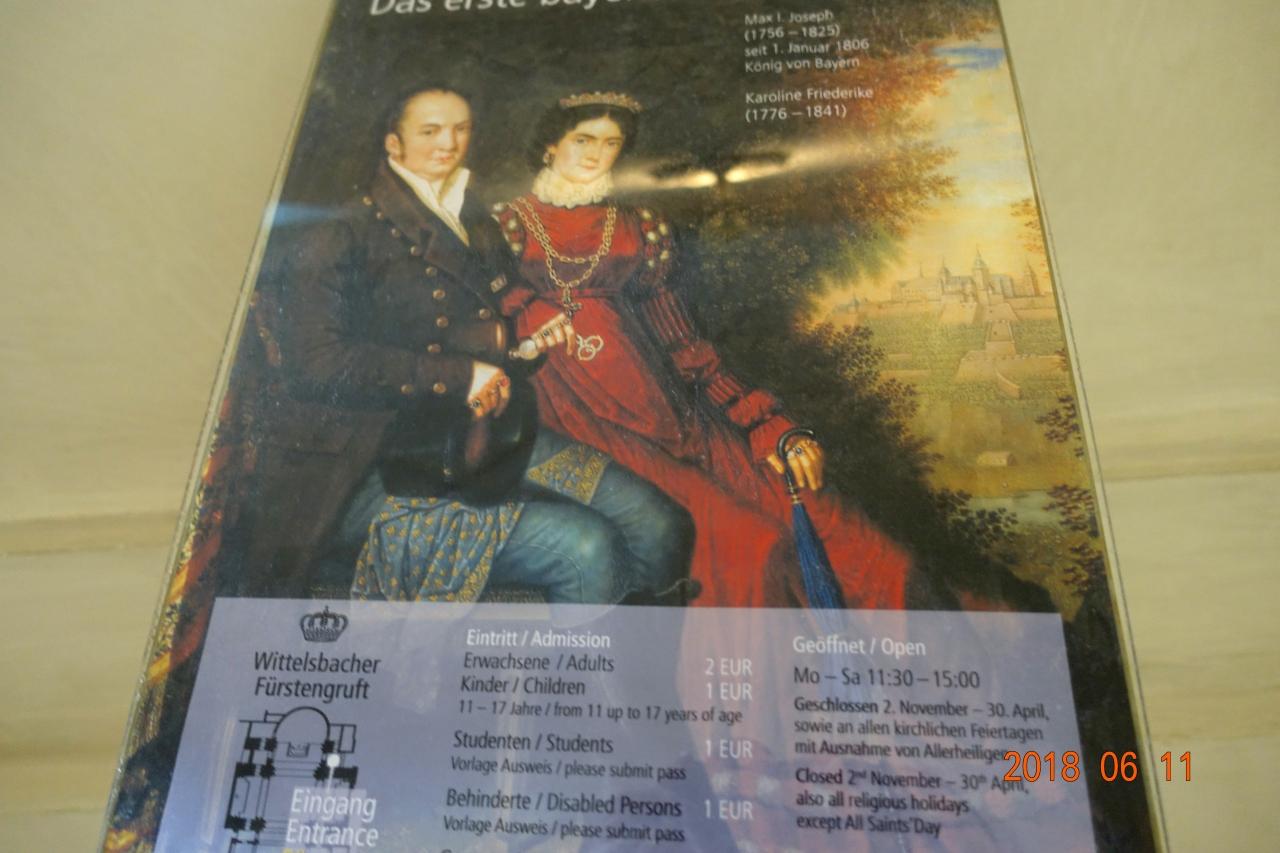 Das erste
Max I. Joseph
(1756 – 1825)
seit 1. Januar 1806
König von Bayern
Karoline Friederike
(1776 – 1841)
Wittelsbacher
Fürstengruft
Eingang
Entrance
Eintritt / Admission
Erwachsene / Adults 2 EUR
Kinder / Children 1 EUR
11 – 17 Jahre / from 11 up to 17 years of age
Studenten / Students 1 EUR
Vorlage Ausweis / please submit pass
Behinderte / Disabled Persons 1 EUR
Vorlage Ausweis / please submit pass
Geöffnet / Open
Mo – Sa 11:30 – 15:00
Geschlossen 2. November – 30. April,
sowie an allen kirchlichen Feiertagen
mit Ausnahme von Allerheiligen
Closed 2nd November – 30th April,
also all religious holidays
except All Saints'Day
2018 06 11